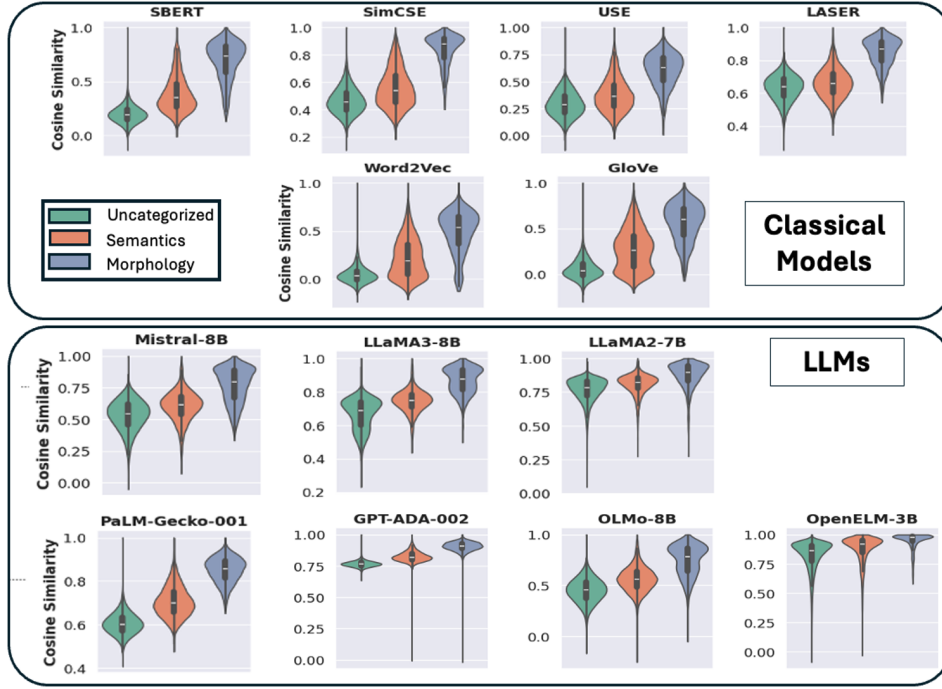 SBERT
SimCSE
USE
LASER
Cosine Similarity
1.0
0.5
0.0
1.0
0.8
0.6
0.4
0.2
1.00
0.75
0.50
0.25
0.00
1.0
0.8
0.6
0.4
Word2Vec
GloVe
Cosine Similarity
1.0
0.5
0.0
1.0
0.5
0.0
Uncategorized
Semantics
Morphology
Classical
Models
Mistral-8B
LLaMA3-8B
LLaMA2-7B
LLMs
Cosine Similarity
1.00
0.75
0.50
0.25
0.00
1.0
0.8
0.6
0.4
0.2
1.00
0.75
0.50
0.25
0.00
PaLM-Gecko-001
GPT-ADA-002
OLMo-8B
OpenELM-3B
Cosine Similarity
1.0
0.8
0.6
0.4
1.00
0.75
0.50
0.25
0.00
1.0
0.5
0.0
1.00
0.75
0.50
0.25
0.00